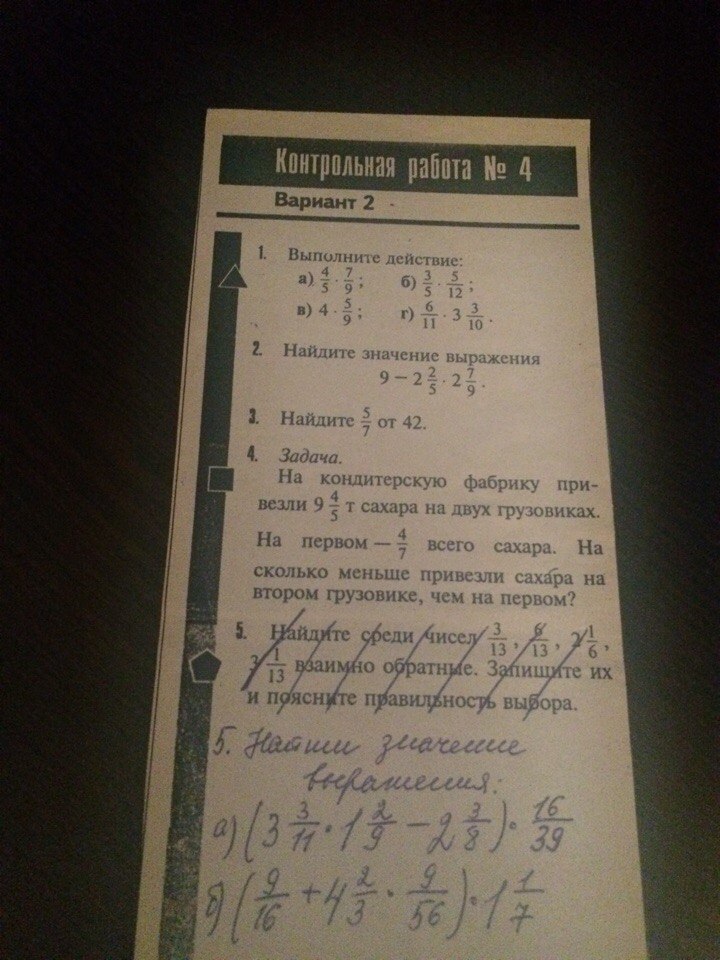 Контрольная работа № 4
Вариант 2
1. Выполните действие:
а) 4/5 · 7/9; б) 3/5 · 5/12;
в) 4 · 5/9; г) 6/11 · 3 3/10.
2. Найдите значение выражения
9 − 2 2/5 · 2 7/9.
3. Найдите 5/7 от 42.
4. Задача.
На кондитерскую фабрику при-
везли 9 4/5 т сахара на двух грузовиках.
На первом — 4/7 всего сахара. На
сколько меньше привезли сахара на
втором грузовике, чем на первом?
5. Найдите среди чисел 3/13, 6/13, 2 1/6,
3 1/13 взаимно обратные. Запишите их
и поясните правильность выбора.
5. Найти значение
выражения:
а) (3 3/11 · 1 2/9 − 2 3/8) · 16/39
б) (9/16 + 4 2/3 · 9/56) · 1 1/7